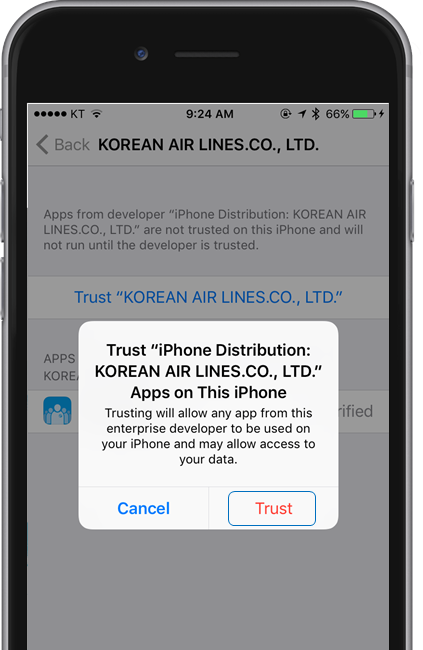 KT 9:24 AM 66%
Back KOREAN AIR LINES.CO., LTD.
Apps from developer “iPhone Distribution: KOREAN AIR
LINES.CO., LTD.” are not trusted on this iPhone and will
not run until the developer is trusted.
Trust “KOREAN AIR LINES.CO., LTD.”
Trust “iPhone Distribution:
KOREAN AIR LINES.CO., LTD.”
Apps on This iPhone
Trusting will allow any app from this
enterprise developer to be used on
your iPhone and may allow access to
your data.
APPS
KOREA
rified
Cancel Trust